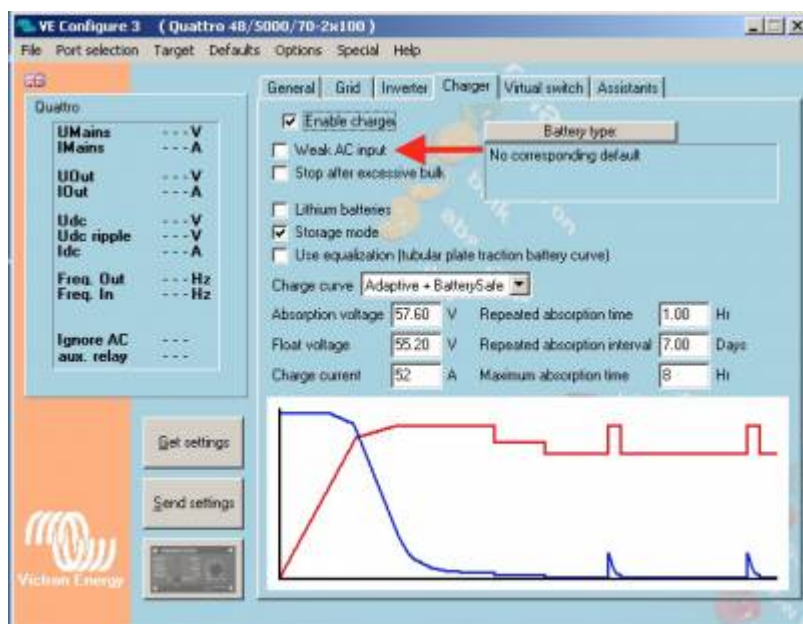 VE Configure 3 ( Quattro 48/5000/70-2x100 )
File Port selection Target Defaults Options Special Help
General Grid Inverter Charger Virtual switch Assistants
Quattro
UMains - - - V
IMains - - - A
UOut - - - V
IOut - - - A
Udc - - - V
Udc ripple - - - V
Idc - - - A
Freq. Out - - - Hz
Freq. In - - - Hz
Ignore AC - - -
aux. relay - - -
Get settings
Send settings
Victron Energy
Enable charger
Weak AC input
Stop after excessive bulk
Battery type:
No corresponding default
Lithium batteries
Storage mode
Use equalization (tubular plate traction battery curve)
Charge curve Adaptive + BatterySafe
Absorption voltage 57.60 V Repeated absorption time 1.00 Hr
Float voltage 55.20 V Repeated absorption interval 7.00 Days
Charge current 52 A Maximum absorption time 8 Hr